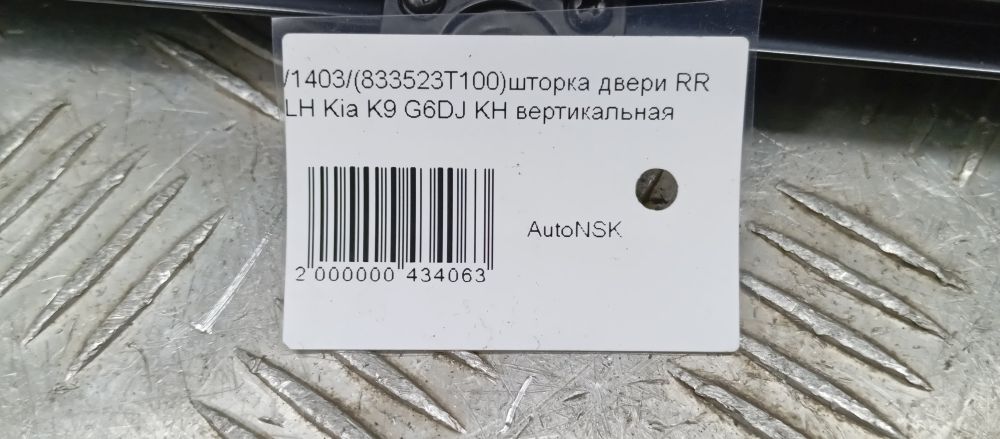 /1403/(833523T100)шторка двери RR
LH Kia K9 G6DJ KH вертикальная
AutoNSK
2 000000 434063